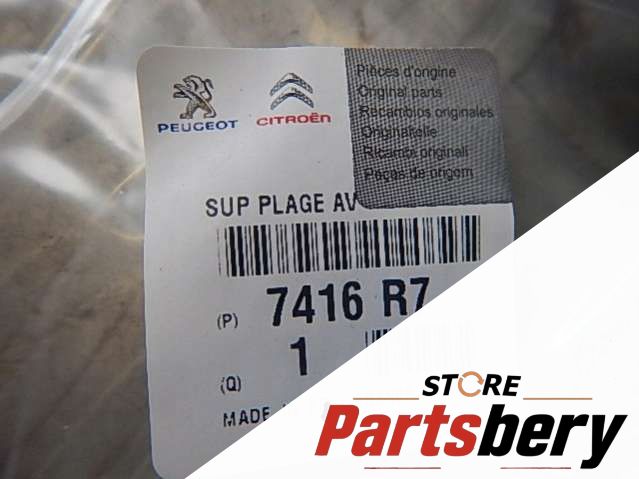 PEUGEOT
CITROËN
Pièces d'origine
Original parts
Recambios originales
Originalteile
Ricambi originali
Peças de origem
SUP PLAGE AV
(P) 7416 R7
(Q) 1
MADE
STORE
Partsbery